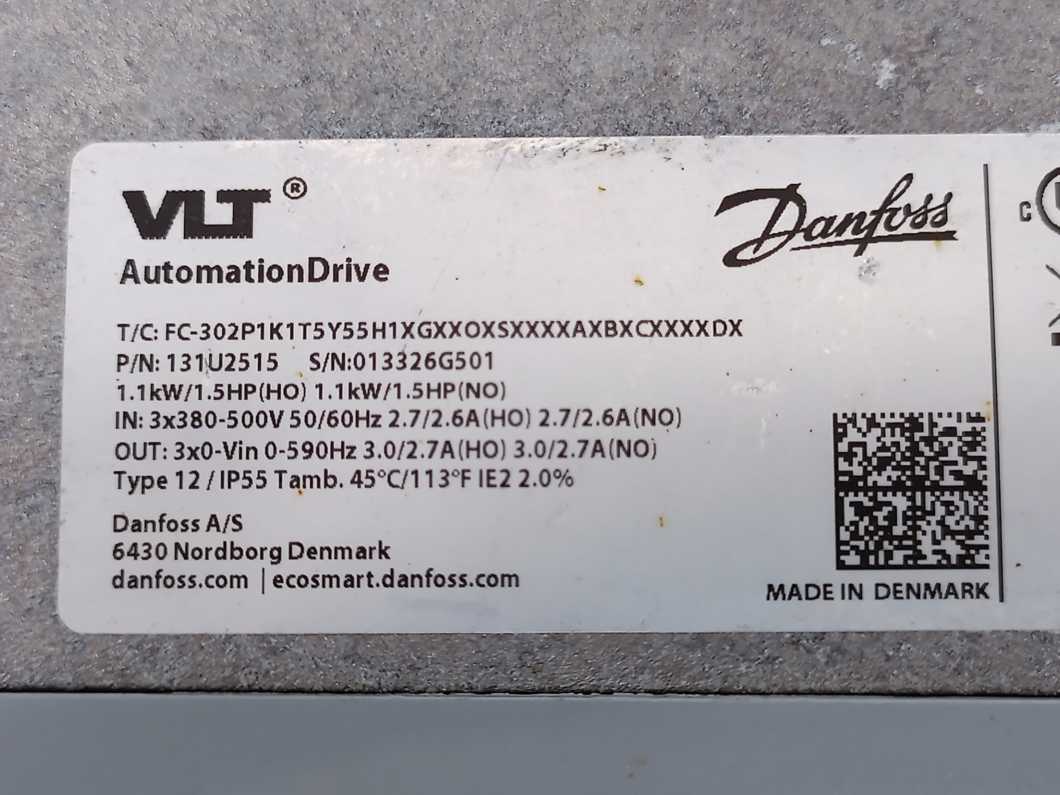 VLT®
Danfoss
AutomationDrive
T/C: FC-302P1K1T5Y55H1XGXXOXSXXXXAXBXCXXXXDX
P/N: 131U2515 S/N:013326G501
1.1kW/1.5HP(HO) 1.1kW/1.5HP(NO)
IN: 3x380-500V 50/60Hz 2.7/2.6A(HO) 2.7/2.6A(NO)
OUT: 3x0-Vin 0-590Hz 3.0/2.7A(HO) 3.0/2.7A(NO)
Type 12 / IP55 Tamb. 45°C/113°F IE2 2.0%
Danfoss A/S
6430 Nordborg Denmark
danfoss.com | ecosmart.danfoss.com
MADE IN DENMARK
C